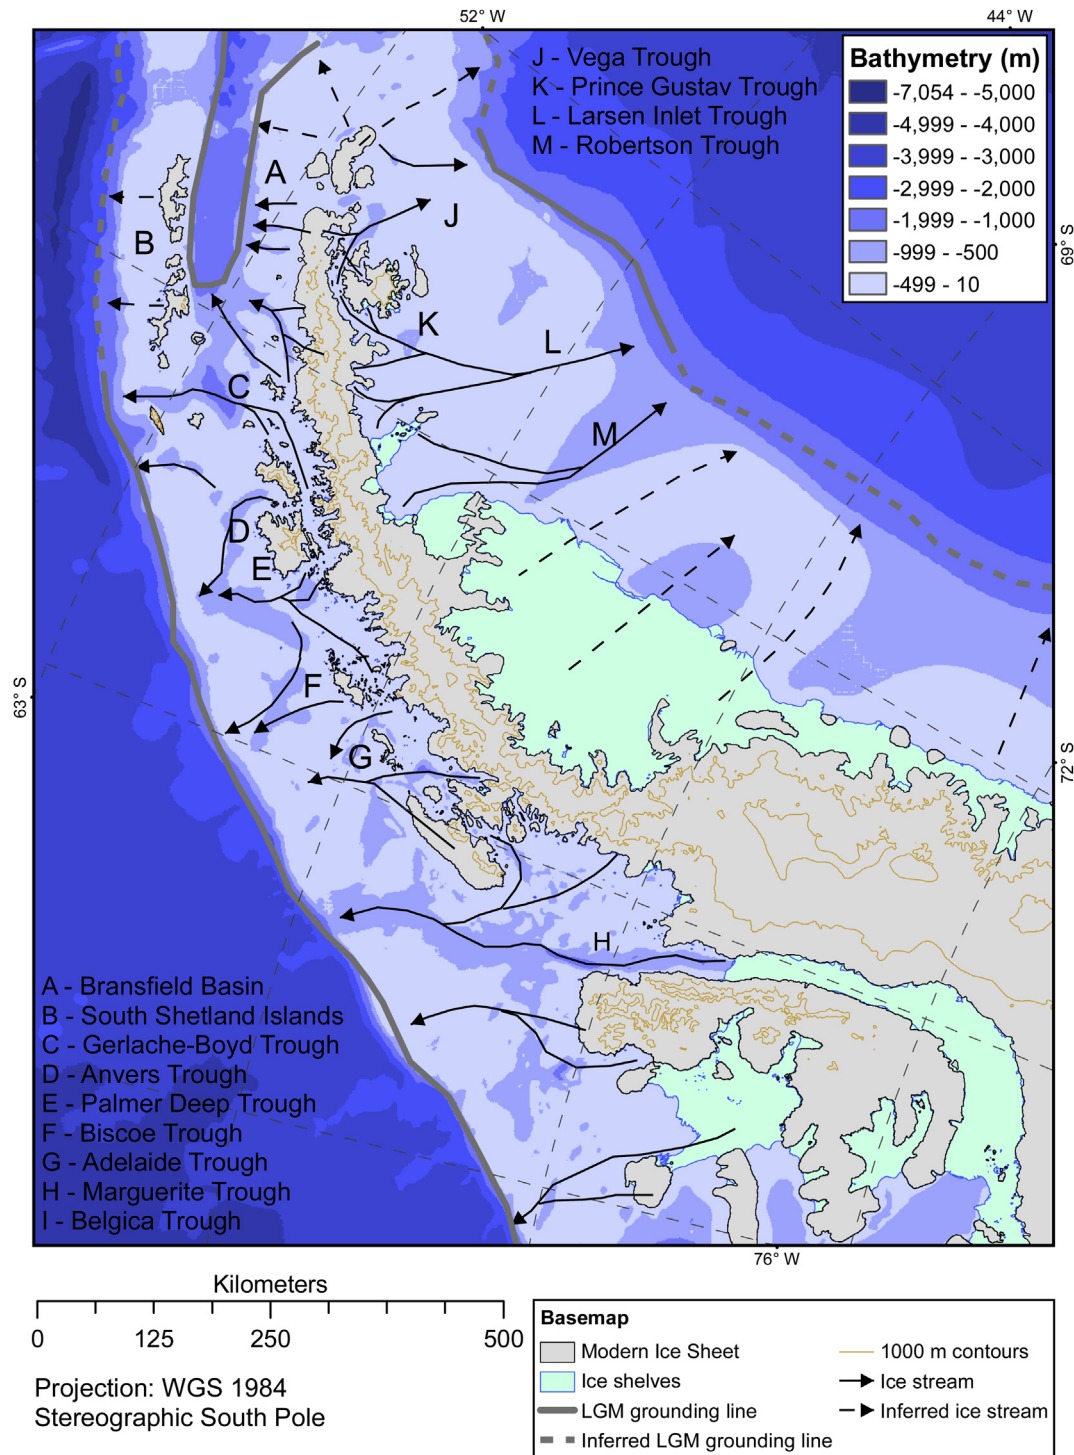 52° W
44° W
J - Vega Trough
K - Prince Gustav Trough
L - Larsen Inlet Trough
M - Robertson Trough
Bathymetry (m)
-7,054 - -5,000
-4,999 - -4,000
-3,999 - -3,000
-2,999 - -2,000
-1,999 - -1,000
-999 - -500
-499 - 10
A
J
B
69° S
K
L
C
M
D
E
F
63° S
G
72° S
H
A - Bransfield Basin
B - South Shetland Islands
C - Gerlache-Boyd Trough
D - Anvers Trough
E - Palmer Deep Trough
F - Biscoe Trough
G - Adelaide Trough
H - Marguerite Trough
I - Belgica Trough
76° W
Kilometers
0 125 250 500
Projection: WGS 1984
Stereographic South Pole
Basemap
Modern Ice Sheet
Ice shelves
LGM grounding line
Inferred LGM grounding line
1000 m contours
Ice stream
Inferred ice stream